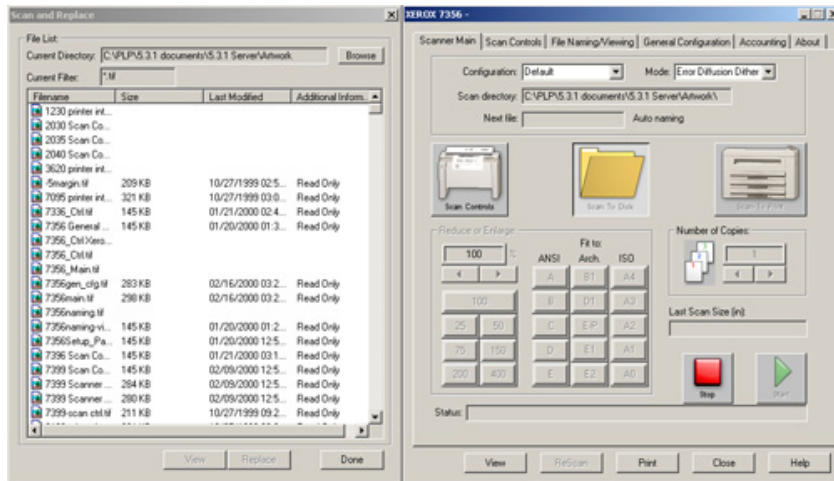 Scan and Replace
File List:
Current Directory: C:\PLP\5.3.1 documents\5.3.1 Server\Artwork
Browse
Current Filter: *.tif
Filename Size Last Modified Additional Inform.
1230 printer int...
2030 Scan Co...
2035 Scan Co...
2040 Scan Co...
3620 printer int...
-5margin.tif 209 KB 10/27/1999 02:5... Read Only
7095 printer int... 321 KB 10/27/1999 03:0... Read Only
7336_Ctrl.tif 145 KB 01/21/2000 02:4... Read Only
7356 General ... 145 KB 01/20/2000 01:3... Read Only
7356_Ctrl Xero...
7356_Ctrl.tif
7356_Main.tif
7356gen_cfg.tif 283 KB 02/16/2000 03:2... Read Only
7356main.tif 298 KB 02/16/2000 03:2... Read Only
7356naming.tif
7356naming-vi... 145 KB 01/20/2000 01:2... Read Only
7356Setup_Pa... 145 KB 01/20/2000 12:5... Read Only
7396 Scan Co... 145 KB 01/21/2000 03:1... Read Only
7399 Scan Co... 145 KB 02/09/2000 12:5... Read Only
7399 Scanner ... 284 KB 02/09/2000 12:5... Read Only
7399 Scanner ... 280 KB 02/09/2000 12:5... Read Only
7399-scan ctrl.tif 211 KB 10/27/1999 09:2... Read Only
View Replace Done
XEROX 7356 -
Scanner Main Scan Controls File Naming/Viewing General Configuration Accounting About
Configuration: Default Mode: Error Diffusion Dither
Scan directory: C:\PLP\5.3.1 documents\5.3.1 Server\Artwork\
Next file: Auto naming
Scan Controls Scan To Disk Scan To Print
Reduce or Enlarge
100 %
100
25 50
75 150
200 400
Fit to:
ANSI Arch. ISO
A B1 A4
B D1 A3
C E-P A2
D E1 A1
E E2 A0
Number of Copies:
1
Last Scan Size (in):
Stop Start
Status:
View ReScan Print Close Help